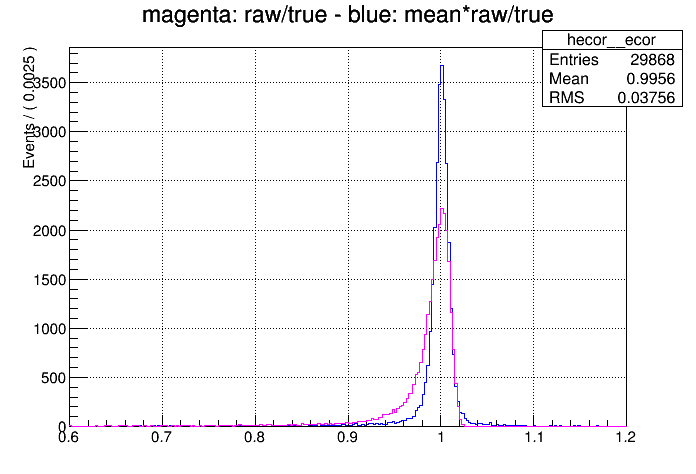 magenta: raw/true - blue: mean*raw/true
hecor__ecor
Entries 29868
Mean 0.9956
RMS 0.03756
Events / ( 0.0025 )
3500
3000
2500
2000
1500
1000
500
0
0.6 0.7 0.8 0.9 1 1.1 1.2